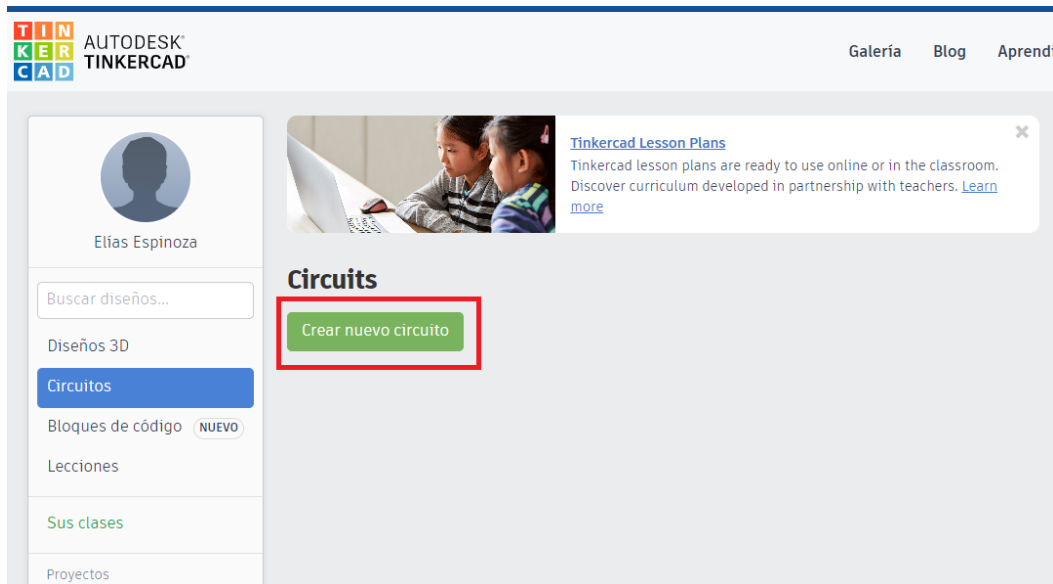 TIN
KER
CAD
AUTODESK®
TINKERCAD®
Galería Blog Aprendi
Elías Espinoza
Buscar diseños...
Diseños 3D
Circuitos
Bloques de código NUEVO
Lecciones
Sus clases
Proyectos
Tinkercad Lesson Plans
Tinkercad lesson plans are ready to use online or in the classroom.
Discover curriculum developed in partnership with teachers. Learn
more
Circuits
Crear nuevo circuito